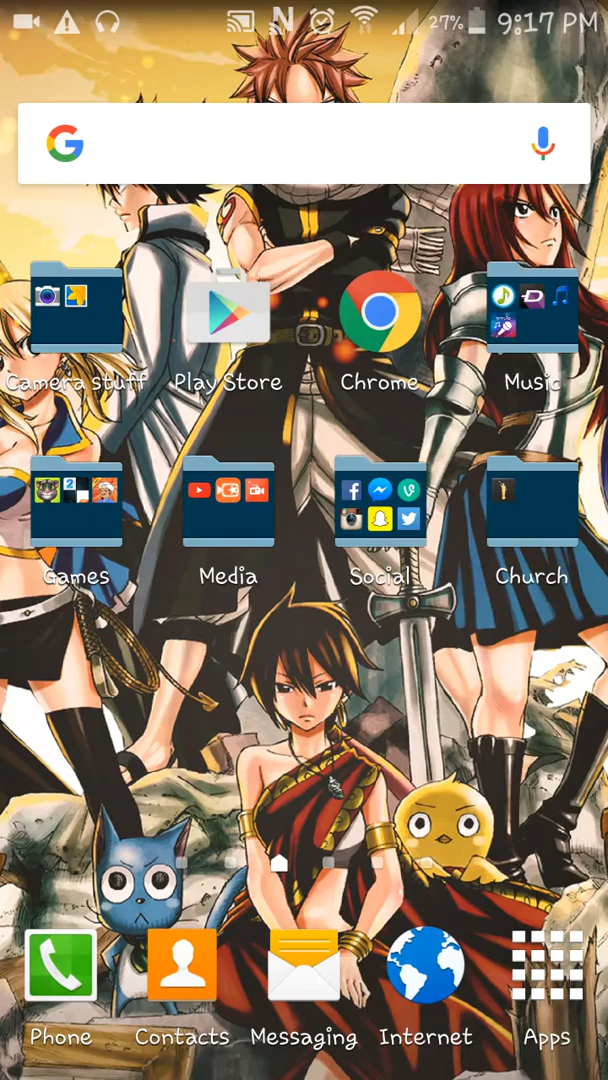 27% 9:17 PM
Camera stuff Play Store Chrome Music
Games Media Social Church
Phone Contacts Messaging Internet Apps